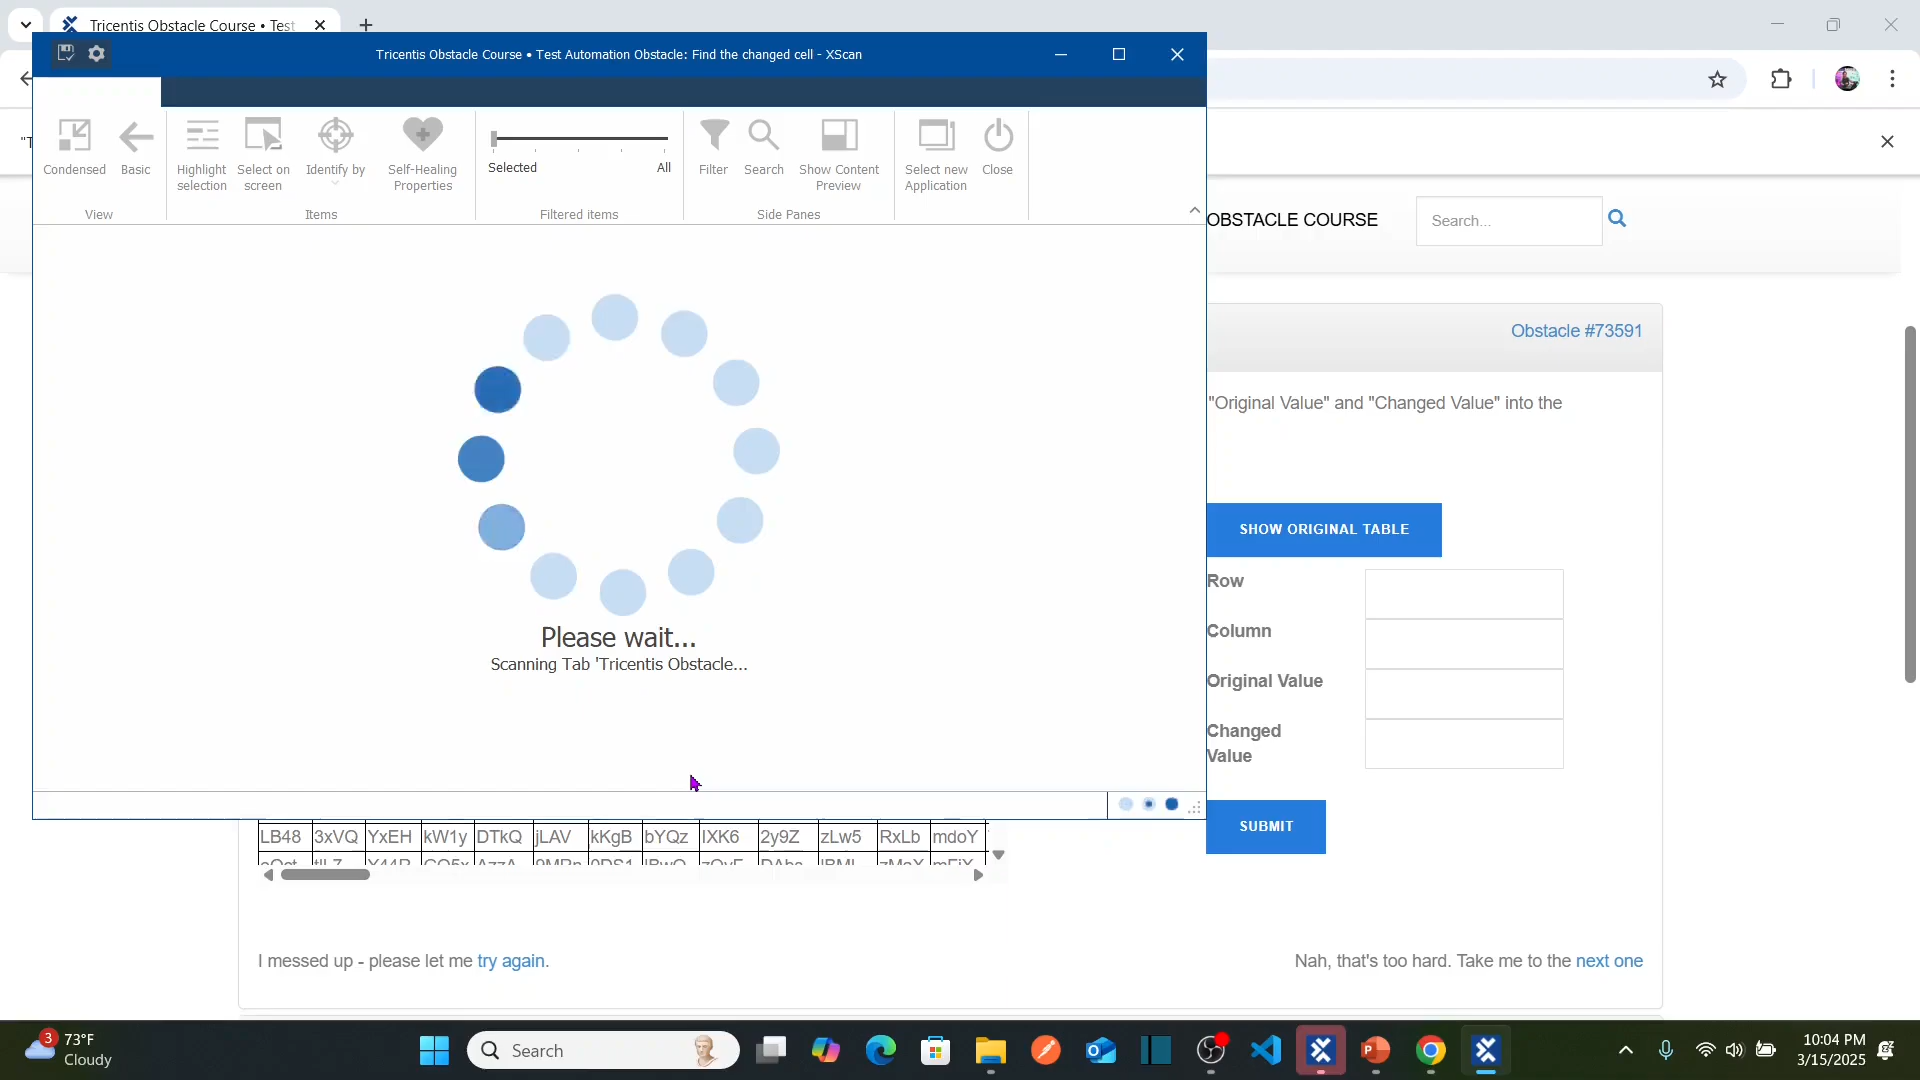 Tricentis Obstacle Course • Test
Tricentis Obstacle Course • Test Automation Obstacle: Find the changed cell - XScan
"T
Condensed
Basic
Highlight
selection
Select on
screen
Identify by
Self-Healing
Properties
Selected
All
Filter
Search
Show Content
Preview
Select new
Application
Close
View
Items
Filtered items
Side Panes
Please wait...
Scanning Tab 'Tricentis Obstacle...
OBSTACLE COURSE
Search...
Obstacle #73591
"Original Value" and "Changed Value" into the
SHOW ORIGINAL TABLE
Row
Column
Original Value
Changed
Value
SUBMIT
LB48 3xVQ YxEH kW1y DTkQ jLAV kKgB bYQz IXK6 2y9Z zLw5 RxLb mdoY
I messed up - please let me try again.
Nah, that's too hard. Take me to the next one
3
73°F
Cloudy
Search
10:04 PM
3/15/2025